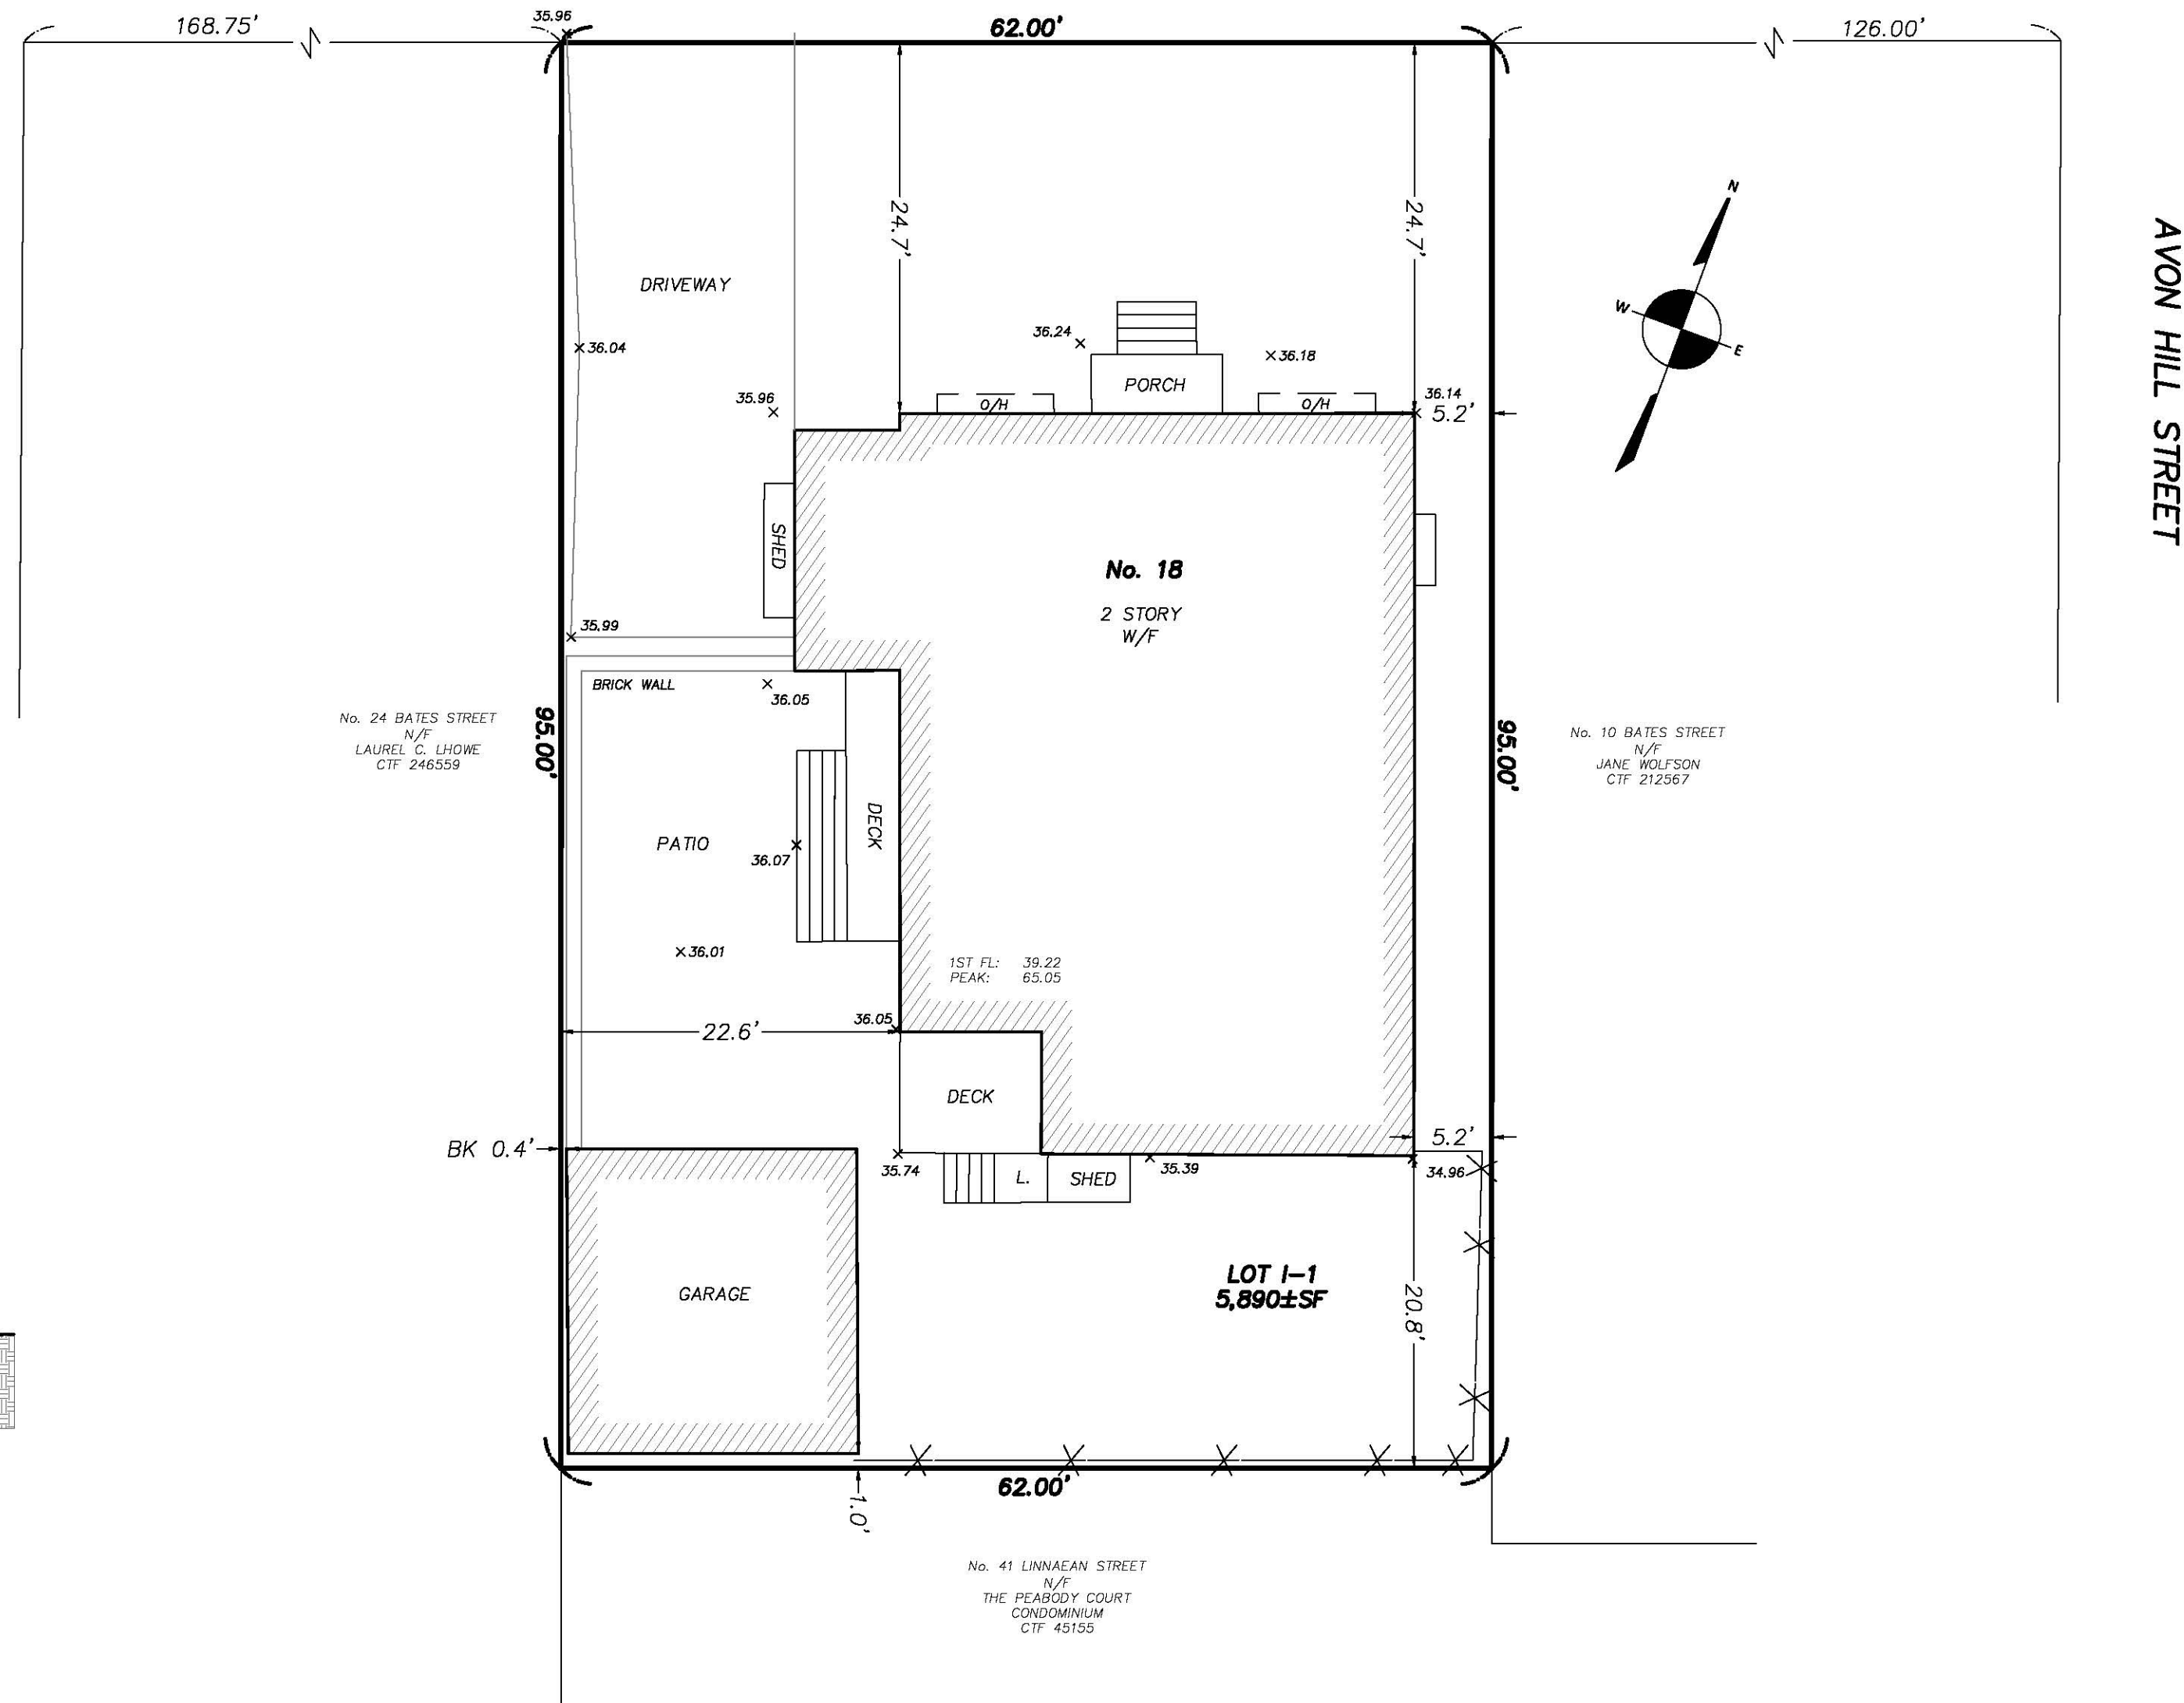 35.96
168.75'
62.00'
126.00'
N
W
E
AVON HILL STREET
24.7'
24.7'
DRIVEWAY
36.24
36.18
36.04
PORCH
35.96
O/H
O/H
36.14
5.2'
SHED
No. 18
2 STORY
W/F
35.99
BRICK WALL
36.05
No. 24 BATES STREET
N/F
LAUREL C. LHOWE
CTF 246559
95.00'
95.00'
No. 10 BATES STREET
N/F
JANE WOLFSON
CTF 212567
DECK
PATIO
36.07
36.01
1ST FL: 39.22
PEAK: 65.05
36.05
22.6'
DECK
BK 0.4'
5.2'
35.74
L.
SHED
35.39
34.96
GARAGE
LOT I-1
5,890±SF
20.8'
62.00'
1.0'
No. 41 LINNAEAN STREET
N/F
THE PEABODY COURT
CONDOMINIUM
CTF 45155